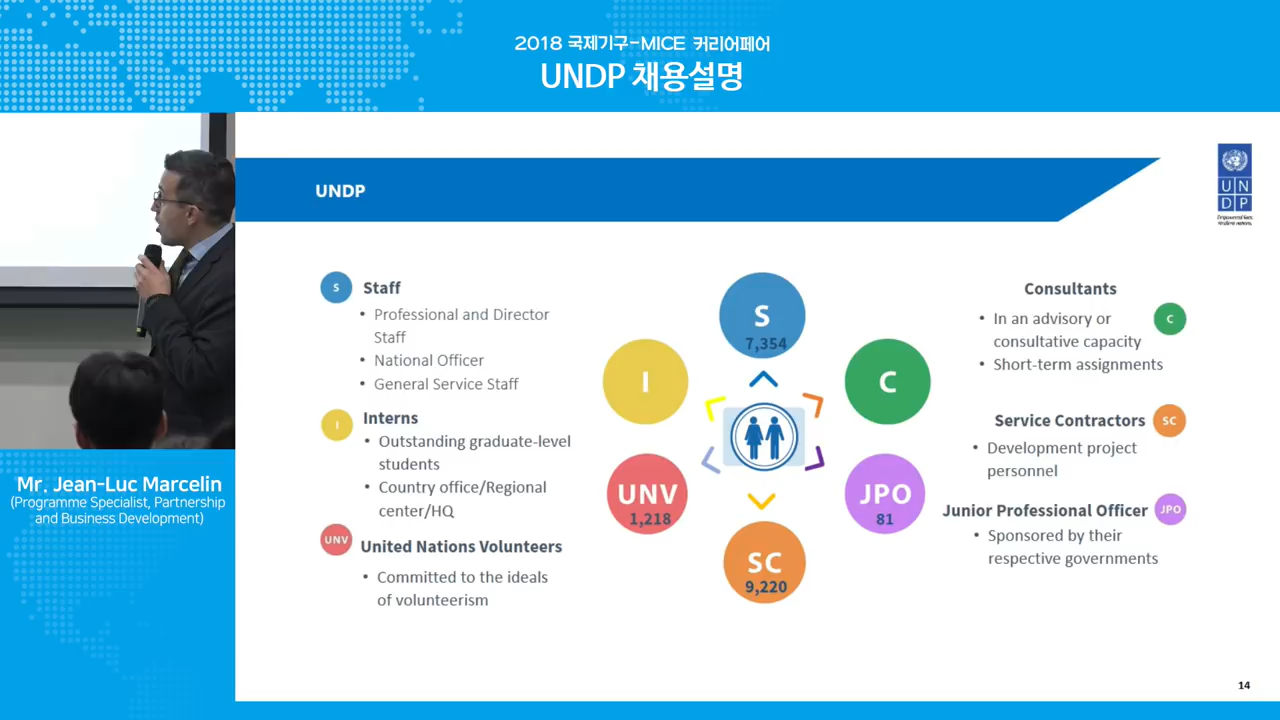 2018 국제기구-MICE 커리어페어
UNDP 채용설명
UNDP
U N
D P
Empowered lives.
Resilient nations.
S
Staff
• Professional and Director
Staff
• National Officer
• General Service Staff
I
Interns
• Outstanding graduate-level
students
• Country office/Regional
center/HQ
UNV
United Nations Volunteers
• Committed to the ideals
of volunteerism
S
7,354
I
C
UNV
1,218
JPO
81
SC
9,220
Consultants
• In an advisory or
consultative capacity
• Short-term assignments
C
Service Contractors
SC
• Development project
personnel
Junior Professional Officer
JPO
• Sponsored by their
respective governments
Mr. Jean-Luc Marcelin
(Programme Specialist, Partnership
and Business Development)
14